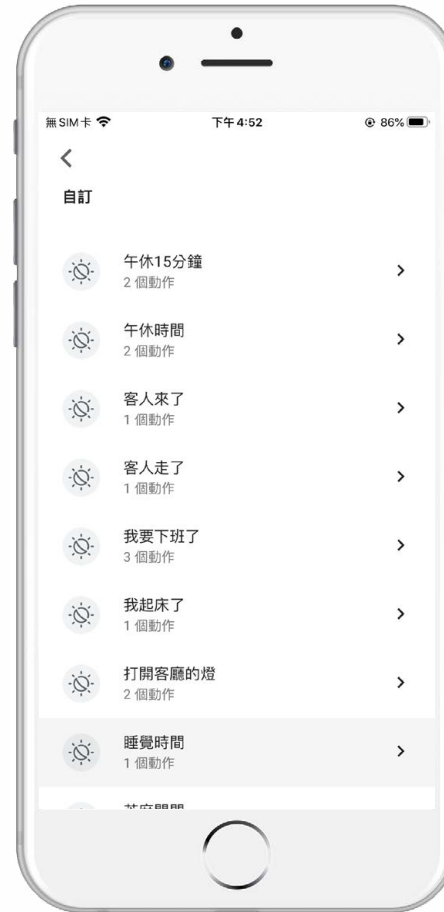 無SIM卡 下午4:52 86%
自訂
午休15分鐘
2 個動作
午休時間
2 個動作
客人來了
1 個動作
客人走了
1 個動作
我要下班了
3 個動作
我起床了
1 個動作
打開客廳的燈
2 個動作
睡覺時間
1 個動作